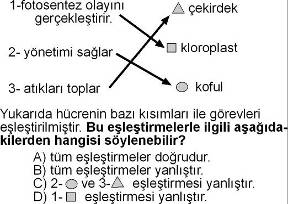 1-fotosentez olayını
gerçekleştirir.
çekirdek
2- yönetimi sağlar
kloroplast
3- atıkları toplar
koful
Yukarıda hücrenin bazı kısımları ile görevleri
eşleştirilmiştir. Bu eşleştirmelerle ilgili aşağıda-
kilerden hangisi söylenebilir?
A) tüm eşleştirmeler doğrudur.
B) tüm eşleştirmeler yanlıştır.
C) 2- ve 3- eşleştirmesi yanlıştır.
D) 1- eşleştirmesi yanlıştır.